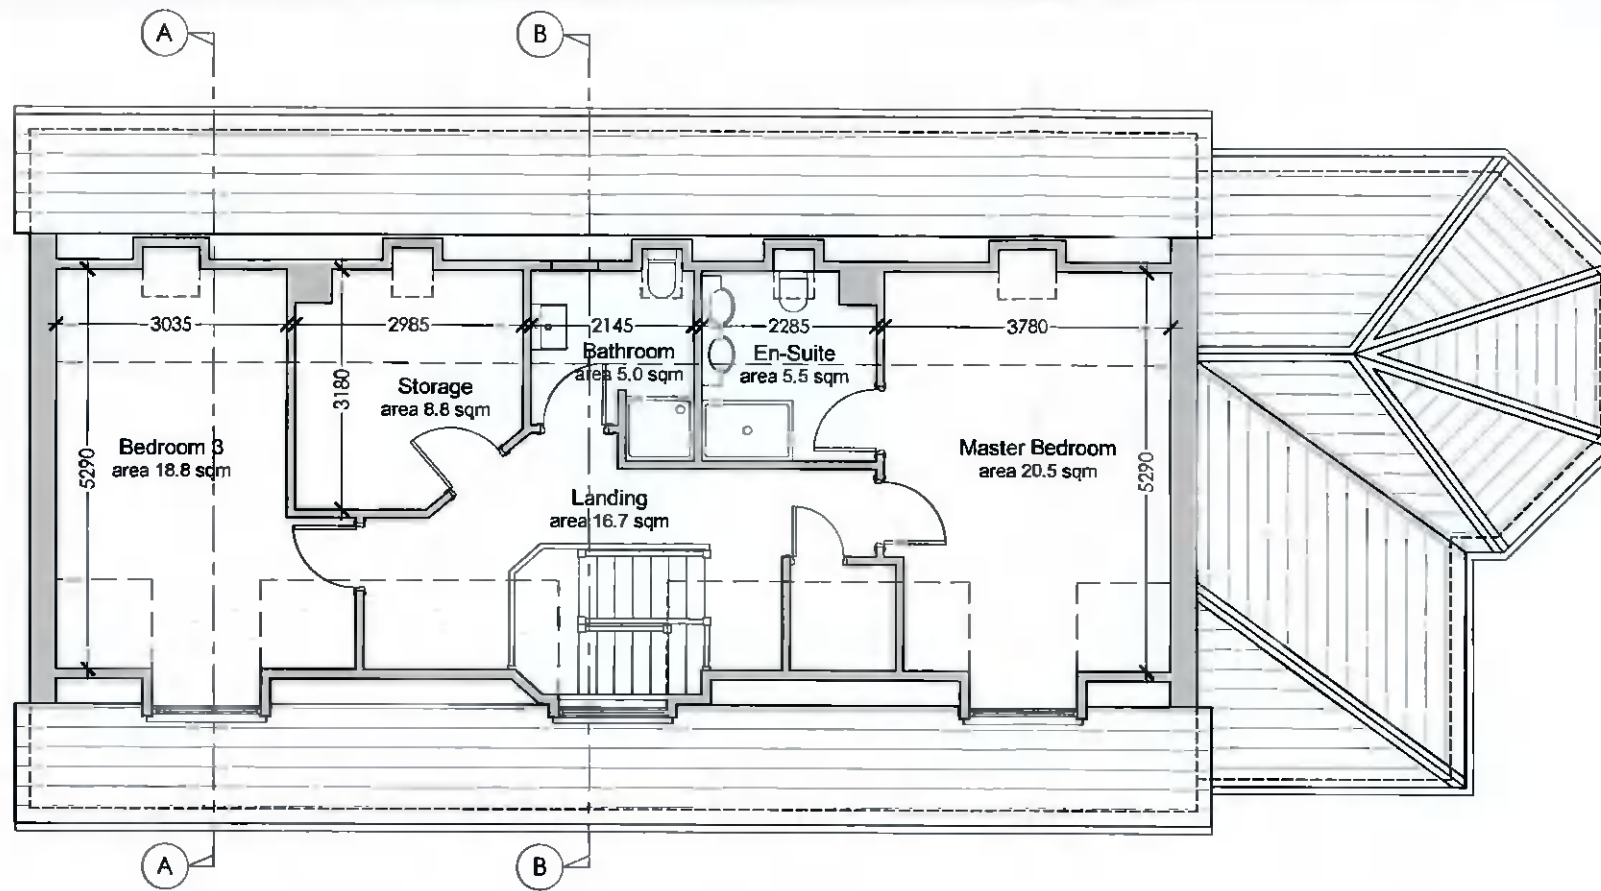 A
B
3035
2985
2145
2285
3780
Bathroom
area 5.0 sqm
En-Suite
area 5.5 sqm
Storage
area 8.8 sqm
3180
Bedroom 3
area 18.8 sqm
5290
Master Bedroom
area 20.5 sqm
5290
Landing
area 16.7 sqm
A
B